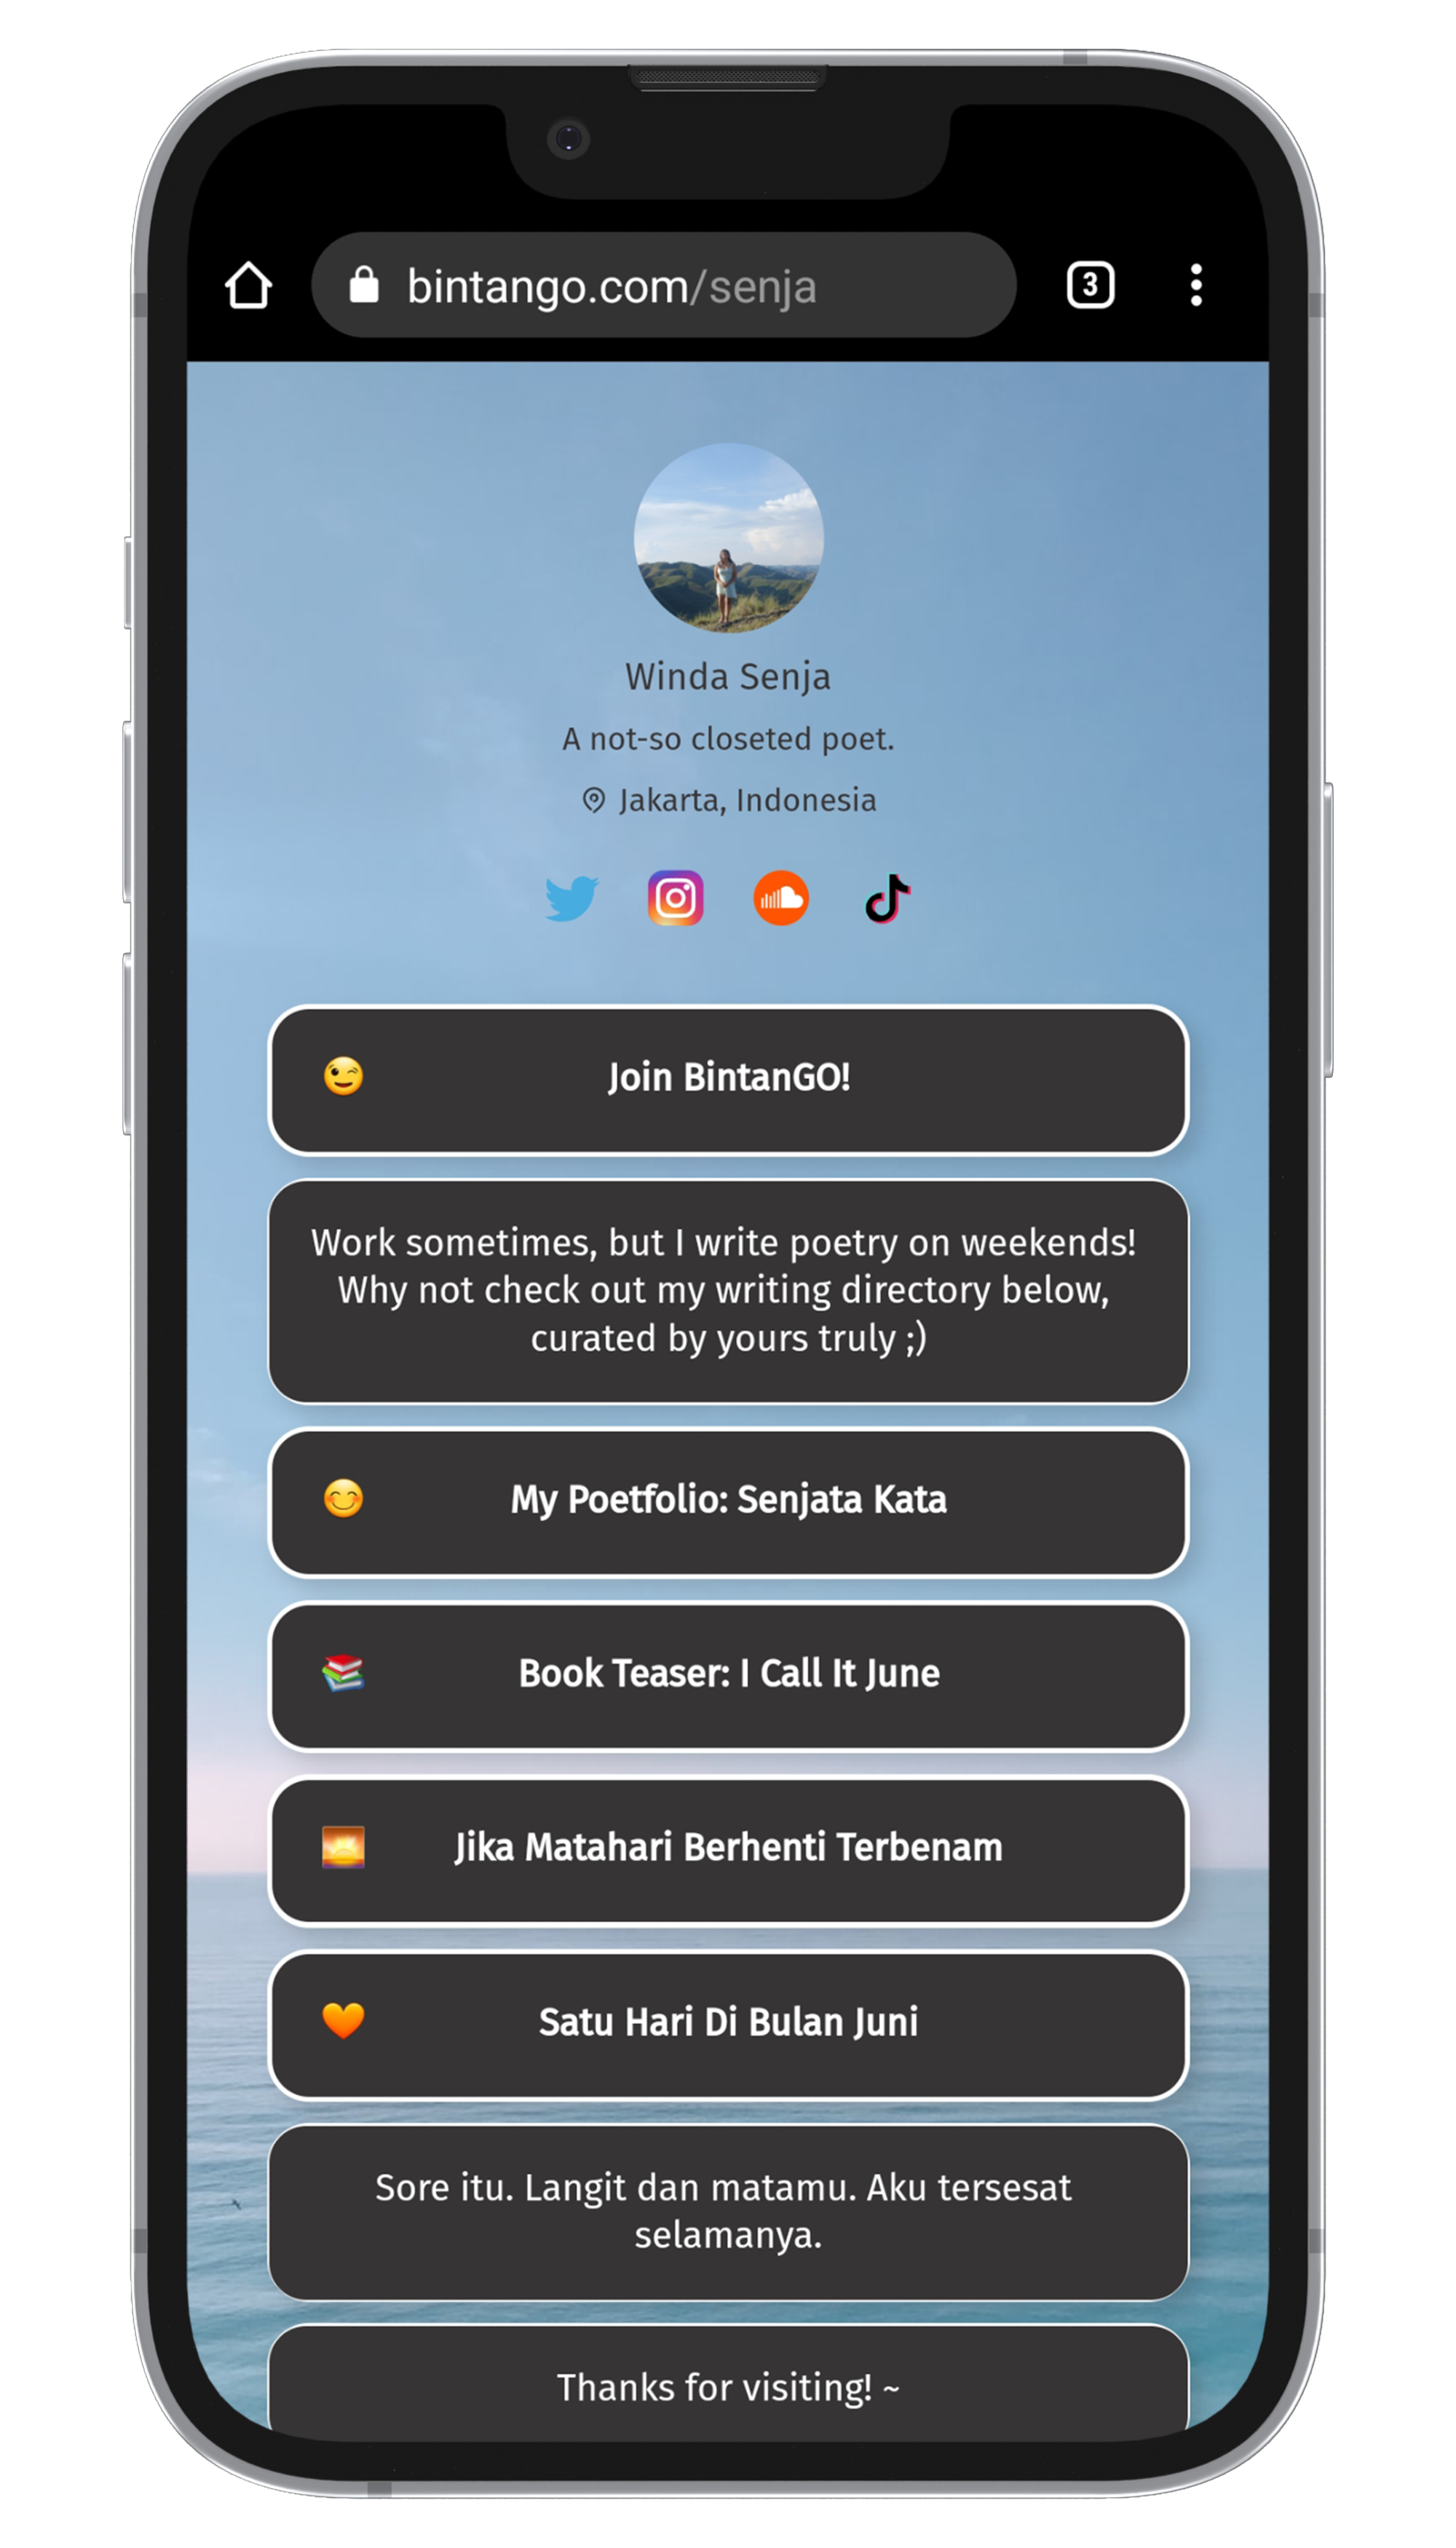 bintango.com/senja
3
Winda Senja
A not-so closeted poet.
Jakarta, Indonesia
Join BintanGO!
Work sometimes, but I write poetry on weekends!
Why not check out my writing directory below,
curated by yours truly ;)
My Poetfolio: Senjata Kata
Book Teaser: I Call It June
Jika Matahari Berhenti Terbenam
Satu Hari Di Bulan Juni
Sore itu. Langit dan matamu. Aku tersesat
selamanya.
Thanks for visiting! ~